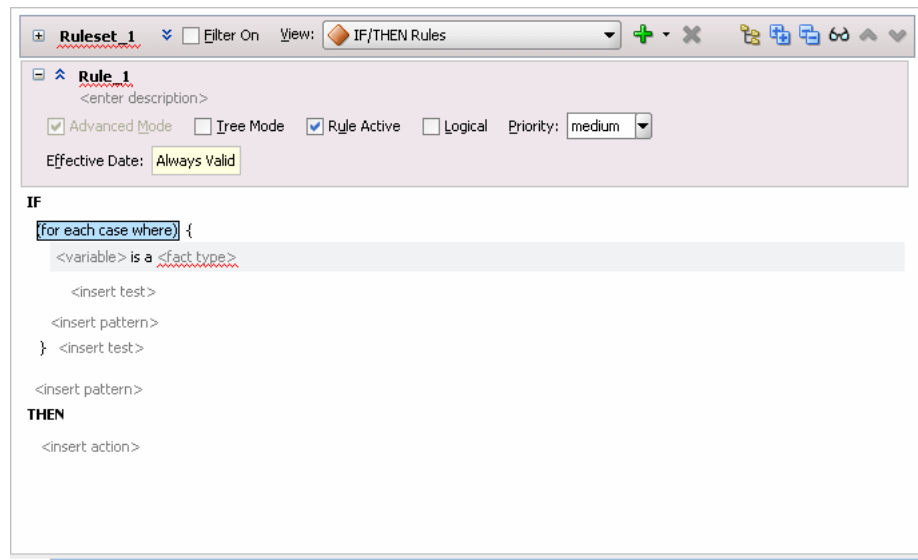 Ruleset_1 Filter On View: IF/THEN Rules
Rule_1
<enter description>
Advanced Mode Tree Mode Rule Active Logical Priority: medium
Effective Date: Always Valid
IF
(for each case where) {
<variable> is a <fact type>
<insert test>
<insert pattern>
} <insert test>
<insert pattern>
THEN
<insert action>